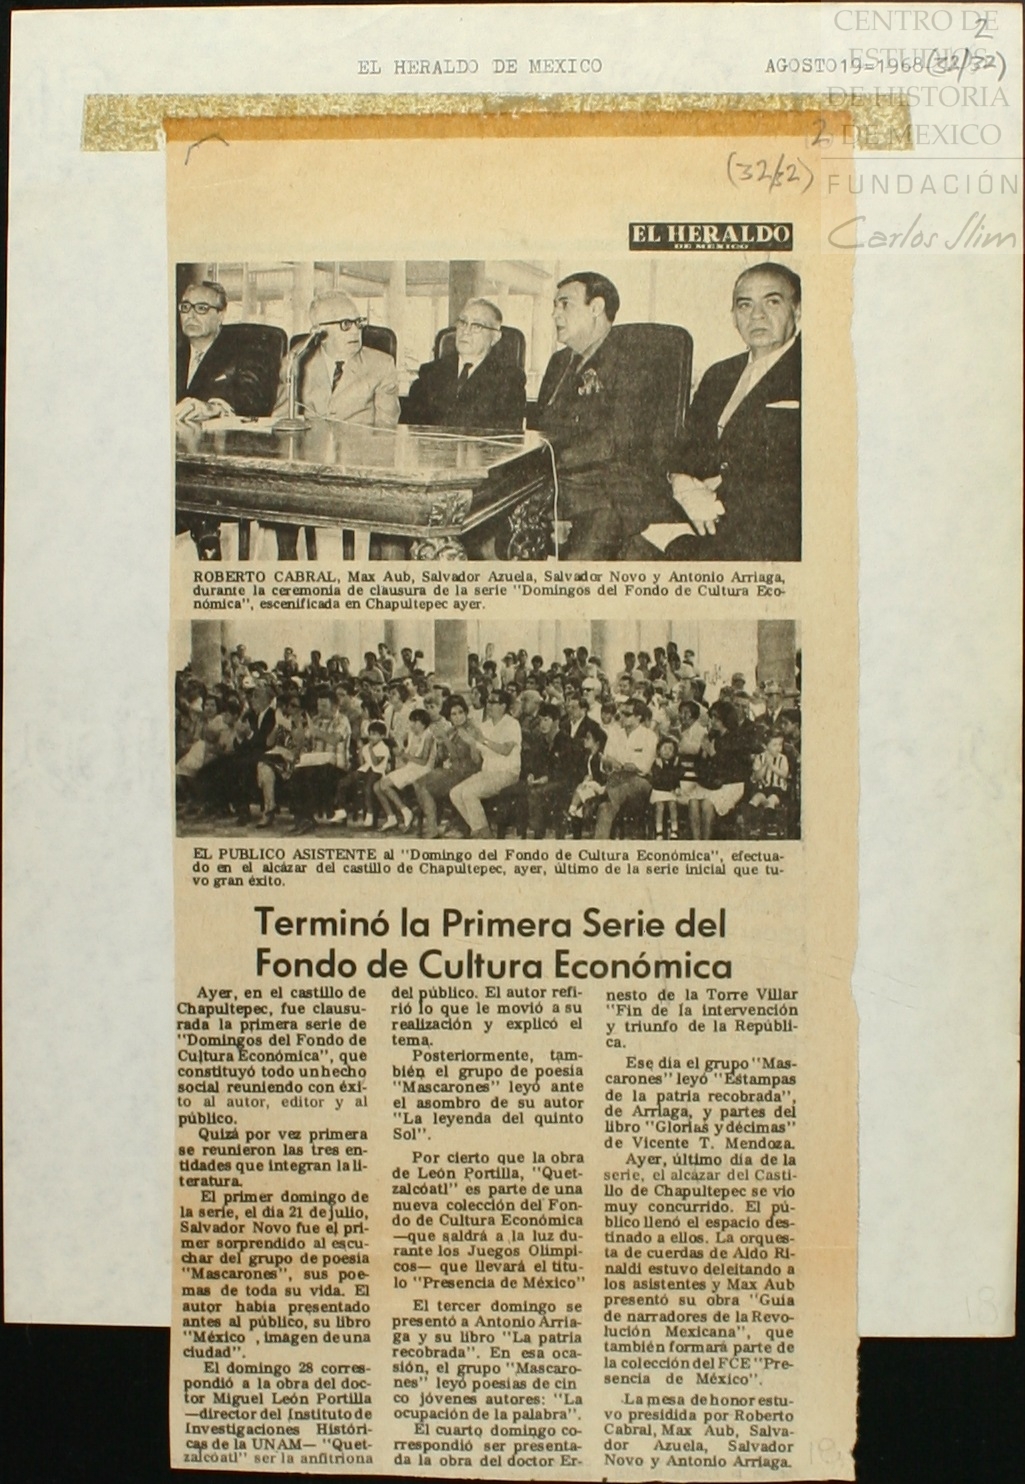 CENTRO DE
ESTUDIOS
DE HISTORIA
DE MEXICO
FUNDACIÓN
Carlos Slim
2
EL HERALDO DE MEXICO
AGOSTO 19=1968 (32/32)
2
(32/32)
EL HERALDO
DE MEXICO
ROBERTO CABRAL, Max Aub, Salvador Azuela, Salvador Novo y Antonio Arriaga,
durante la ceremonia de clausura de la serie "Domingos del Fondo de Cultura Eco-
nómica", escenificada en Chapultepec ayer.
EL PUBLICO ASISTENTE al "Domingo del Fondo de Cultura Económica", efectua-
do en el alcázar del castillo de Chapultepec, ayer, último de la serie inicial que tu-
vo gran éxito.
Terminó la Primera Serie del
Fondo de Cultura Económica
Ayer, en el castillo de
Chapultepec, fue clausu-
rada la primera serie de
"Domingos del Fondo de
Cultura Económica", que
constituyó todo un hecho
social reuniendo con éxi-
to al autor, editor y al
público.
Quizá por vez primera
se reunieron las tres en-
tidades que integran la li-
teratura.
El primer domingo de
la serie, el día 21 de julio,
Salvador Novo fue el pri-
mer sorprendido al escu-
char del grupo de poesía
"Mascarones", sus poe-
mas de toda su vida. El
autor había presentado
antes al público, su libro
"México , imagen de una
ciudad".
El domingo 28 corres-
pondió a la obra del doc-
tor Miguel León Portilla
—director del Instituto de
Investigaciones Históri-
cas de la UNAM— "Quet-
zalcóatl" ser la anfitriona
del público. El autor refi-
rió lo que le movió a su
realización y explicó el
tema.
Posteriormente, tam-
bién el grupo de poesía
"Mascarones" leyó ante
el asombro de su autor
"La leyenda del quinto
Sol".
Por cierto que la obra
de León Portilla, "Quet-
zalcóatl" es parte de una
nueva colección del Fon-
do de Cultura Económica
—que saldrá a la luz du-
rante los Juegos Olímpi-
cos— que llevará el títu-
lo "Presencia de México"
El tercer domingo se
presentó a Antonio Arria-
ga y su libro "La patria
recobrada". En esa oca-
sión, el grupo "Mascaro-
nes" leyó poesías de cin
co jóvenes autores: "La
ocupación de la palabra".
El cuarto domingo co-
rrespondió ser presenta-
da la obra del doctor Er-
nesto de la Torre Villar
"Fin de la intervención
y triunfo de la Repúbli-
ca.
Ese día el grupo "Mas-
carones" leyó "Estampas
de la patria recobrada",
de Arriaga, y partes del
libro "Glorias y décimas"
de Vicente T. Mendoza.
Ayer, último día de la
serie, el alcázar del Casti-
llo de Chapultepec se vio
muy concurrido. El pú-
blico llenó el espacio des-
tinado a ellos. La orques-
ta de cuerdas de Aldo Ri-
naldi estuvo deleitando a
los asistentes y Max Aub
presentó su obra "Guía
de narradores de la Revo-
lución Mexicana", que
también formará parte de
la colección del FCE "Pre-
sencia de México".
La mesa de honor estu-
vo presidida por Roberto
Cabral, Max Aub, Salva-
dor Azuela, Salvador
Novo y Antonio Arriaga.